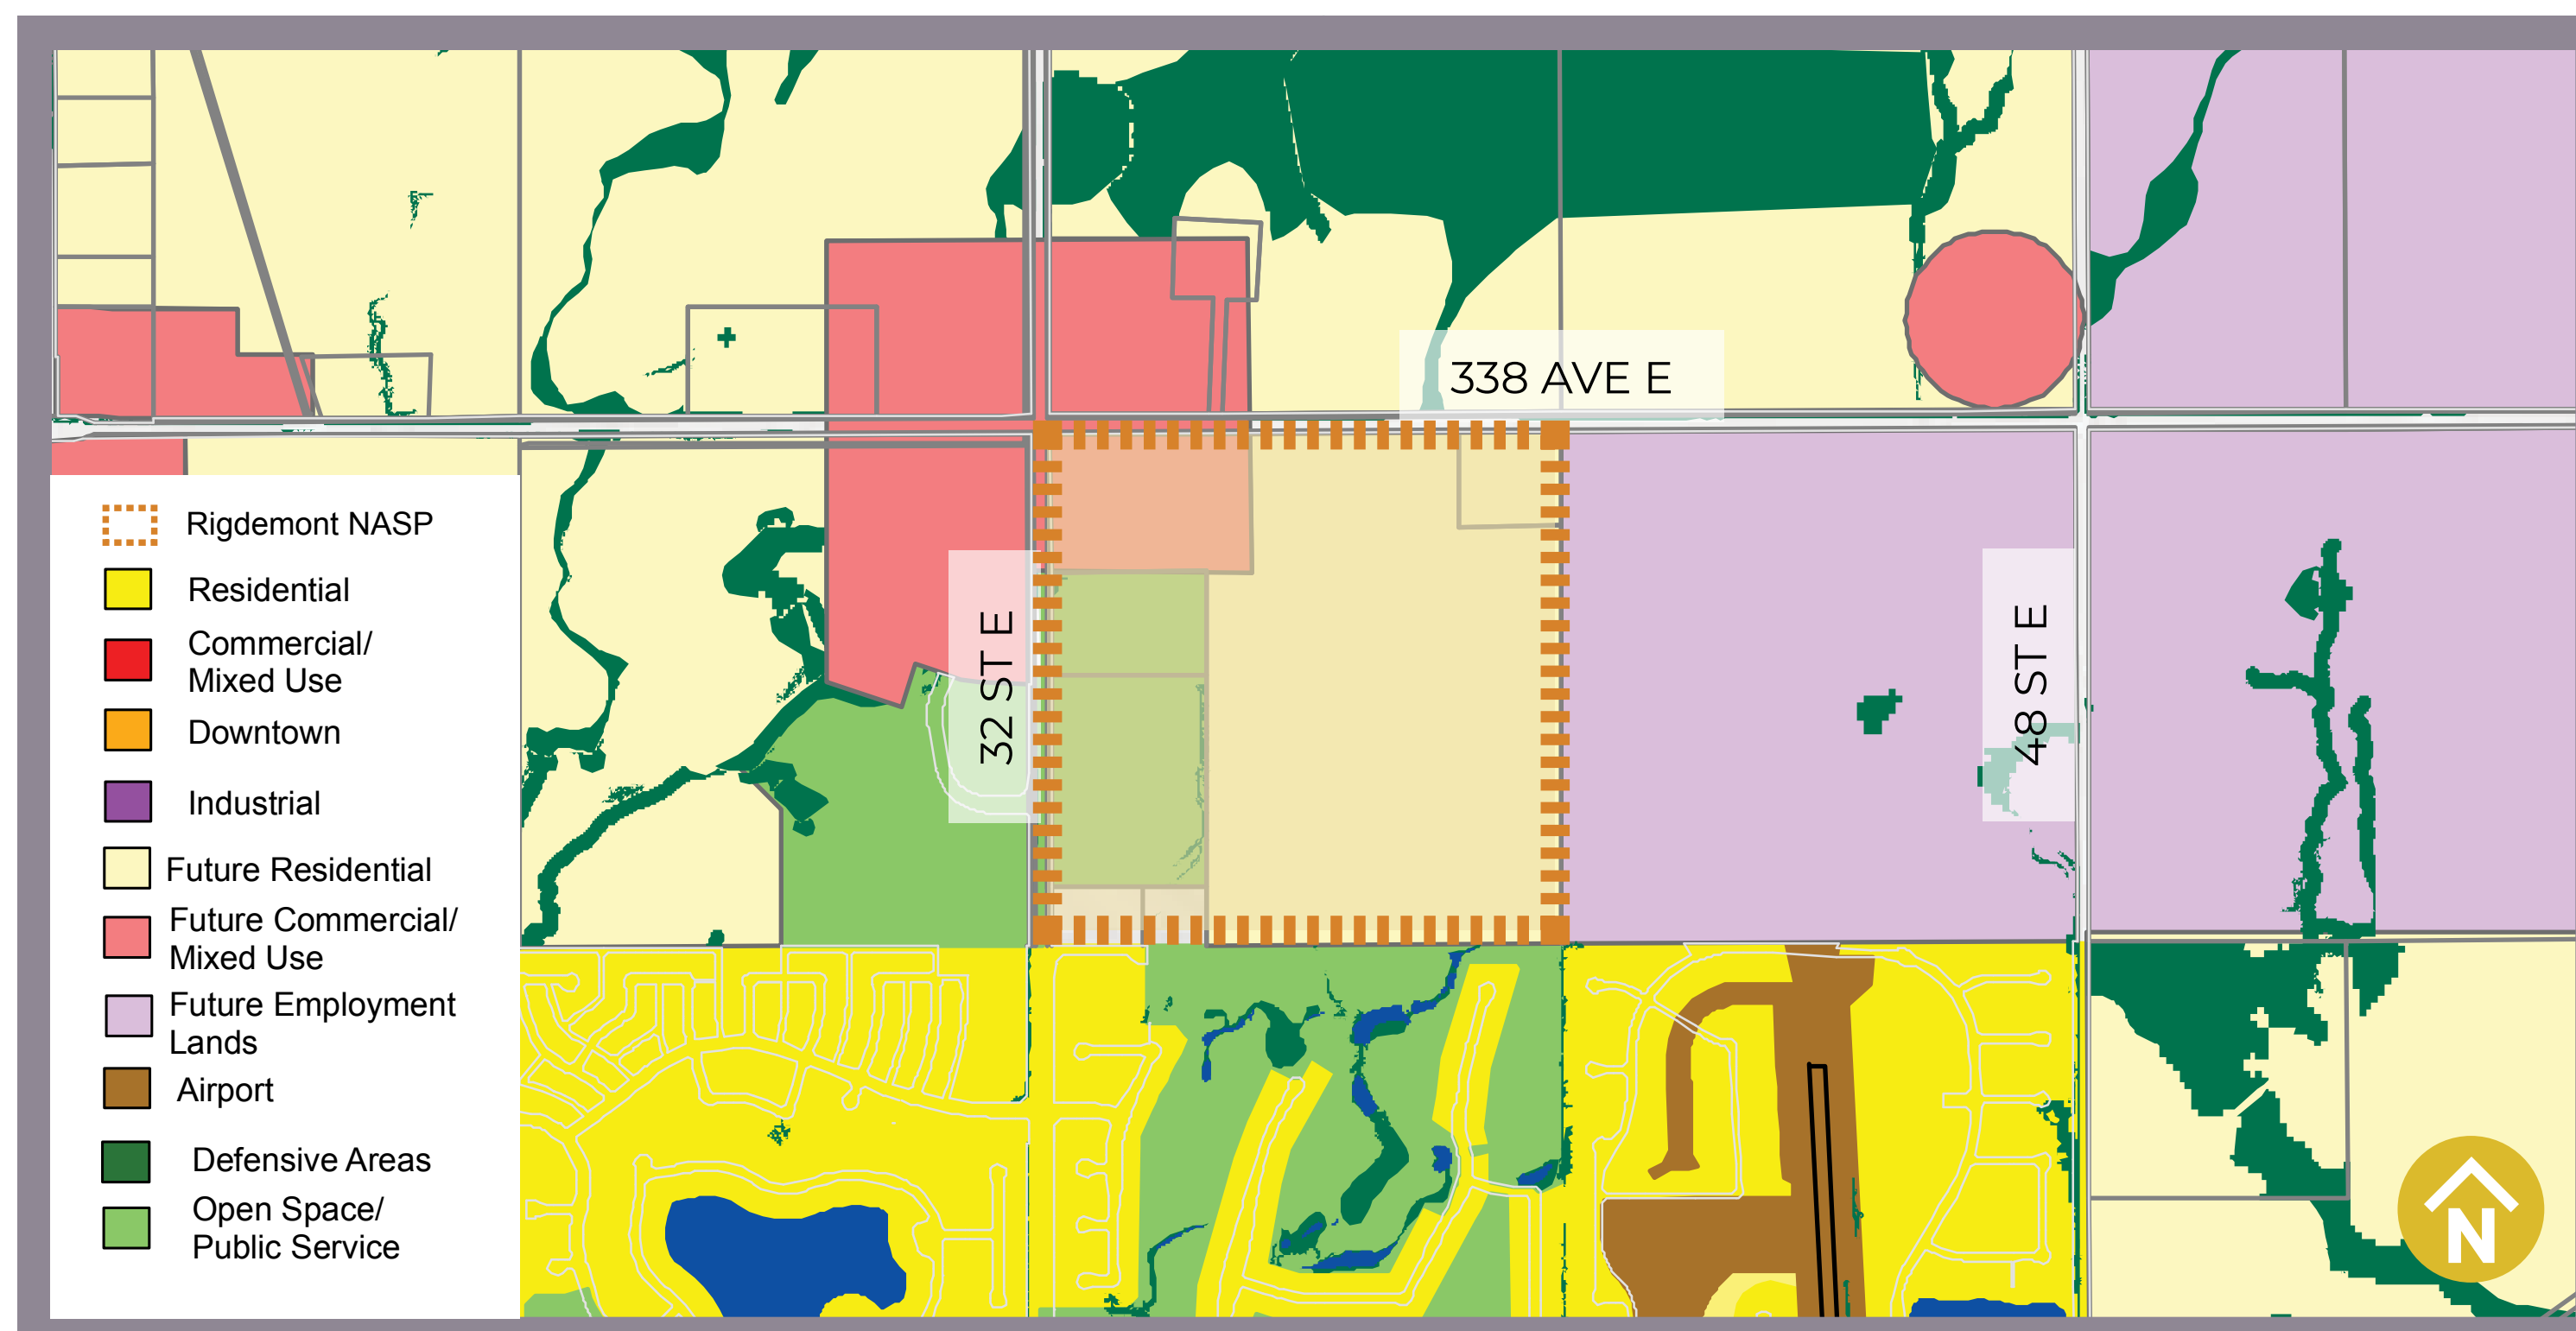 338 AVE E
32 ST E
48 ST E
Rigdemont NASP
Residential
Commercial/
Mixed Use
Downtown
Industrial
Future Residential
Future Commercial/
Mixed Use
Future Employment
Lands
Airport
Defensive Areas
Open Space/
Public Service
N